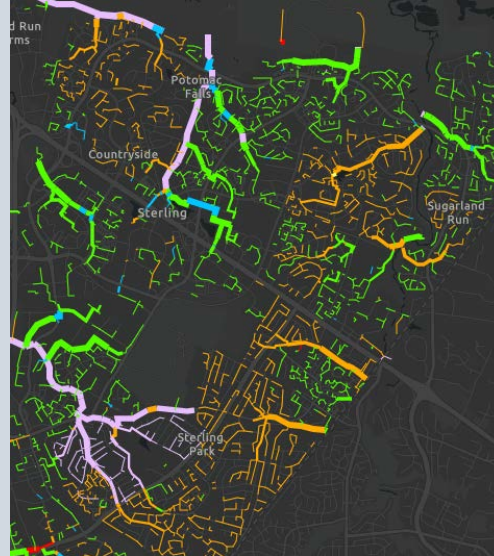 d Run
rms
Potomac
Falls
Countryside
Sterling
Sugarland
Run
Sterling
Park